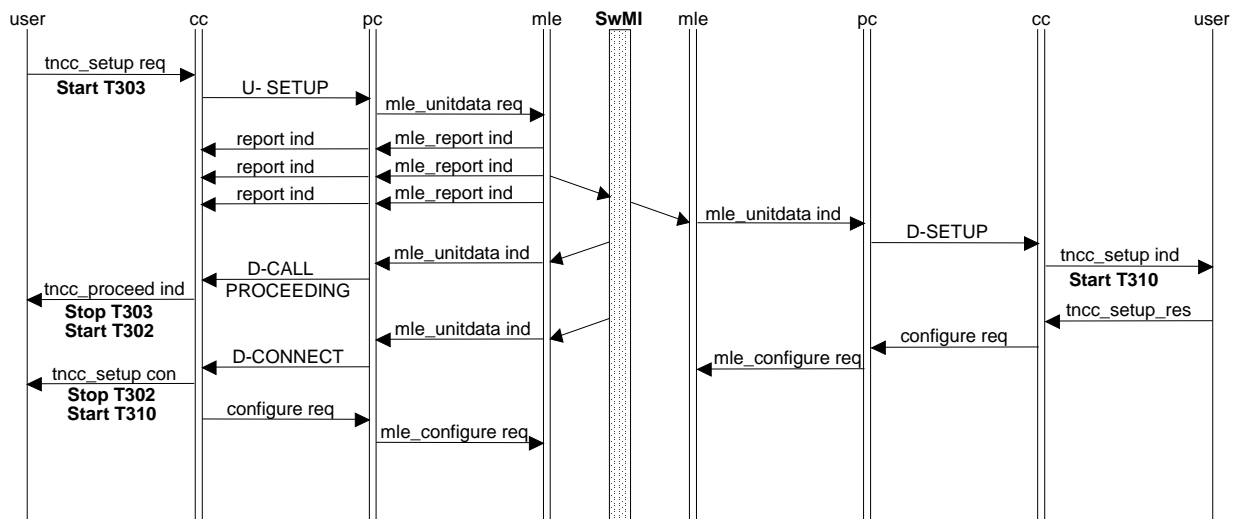 user cc pc mle SwMI mle pc cc user
tncc_setup req
Start T303
U- SETUP
mle_unitdata req
report ind mle_report ind
report ind mle_report ind
report ind mle_report ind
mle_unitdata ind
D-SETUP
tncc_setup ind
Start T310
mle_unitdata ind
D-CALL
PROCEEDING
tncc_proceed ind
Stop T303
Start T302
tncc_setup_res
configure req
mle_configure req
mle_unitdata ind
D-CONNECT
tncc_setup con
Stop T302
Start T310
configure req
mle_configure req